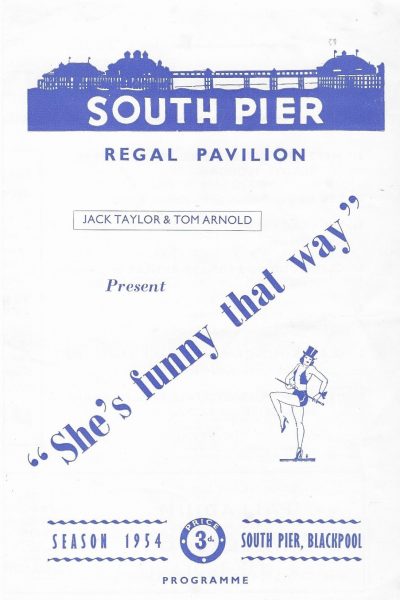 SOUTH PIER
REGAL PAVILION
JACK TAYLOR & TOM ARNOLD
Present
"She's funny that way"
SEASON 1954
PRICE
3d.
SOUTH PIER, BLACKPOOL
PROGRAMME